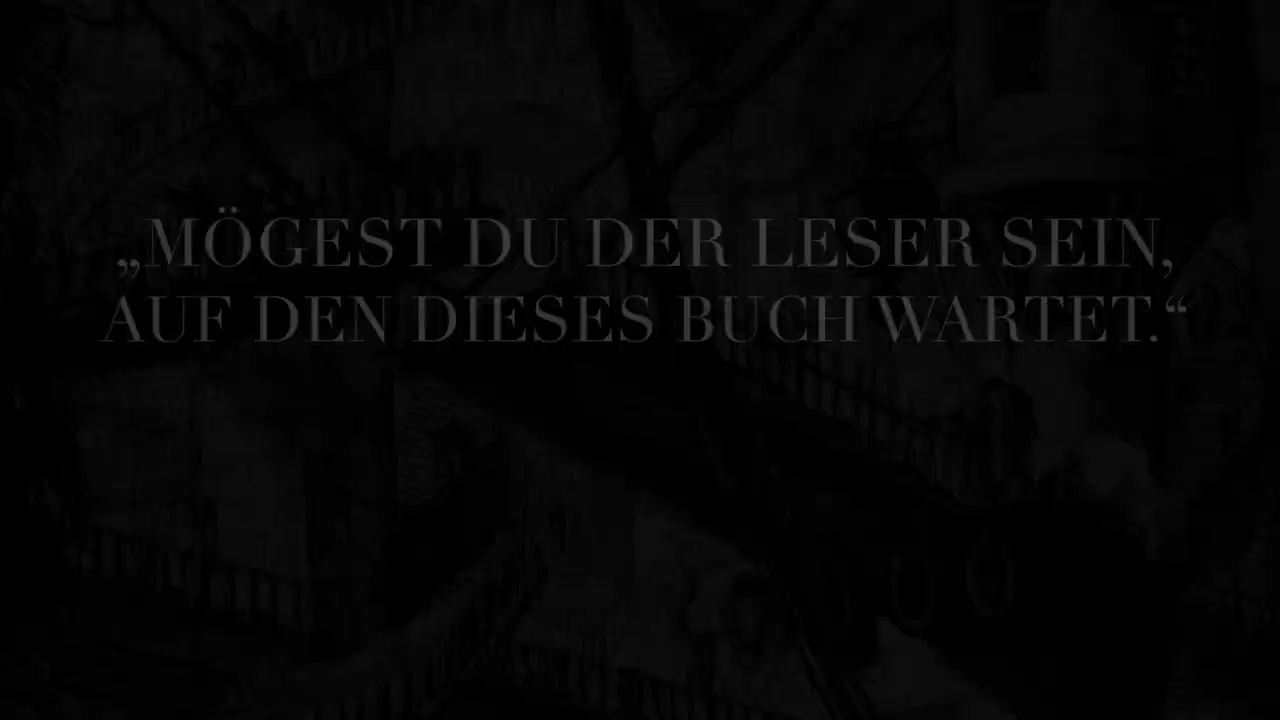 „MÖGEST DU DER LESER SEIN,
AUF DEN DIESES BUCH WARTET.“